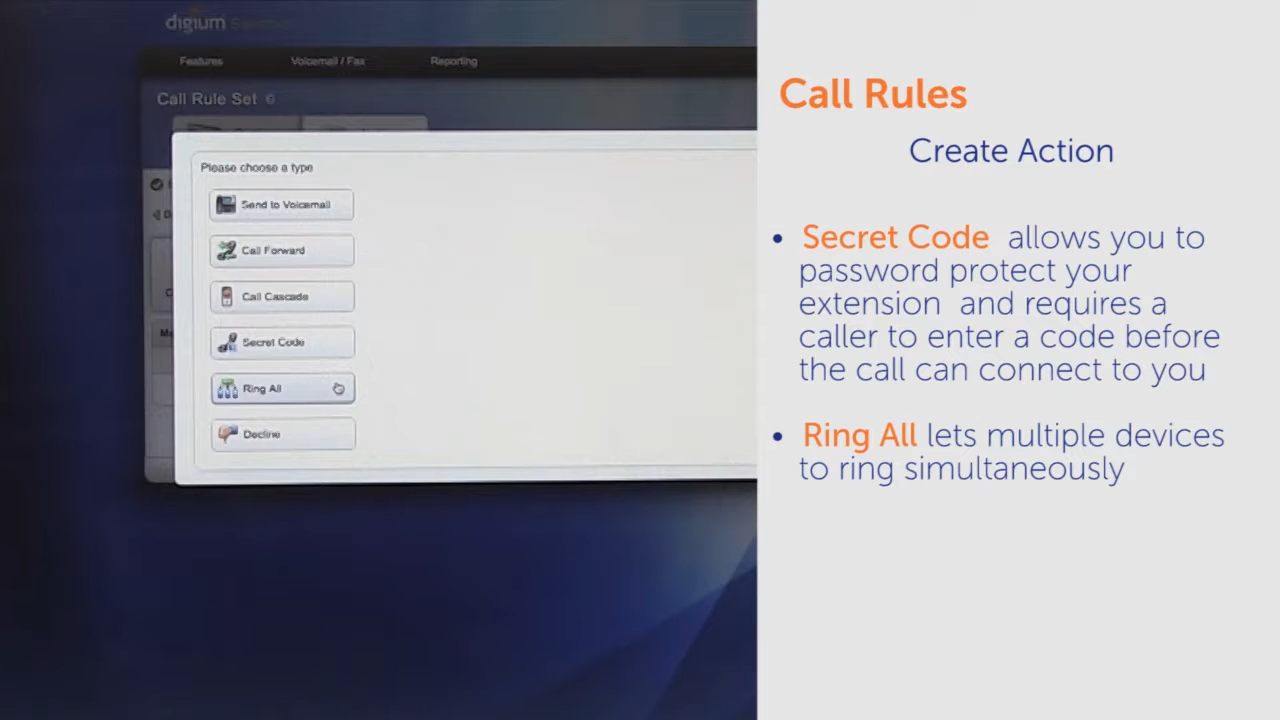 digium
Features
Voicemail / Fax
Reporting
Call Rule Set
Please choose a type
Send to Voicemail
Call Forward
Call Cascade
Secret Code
Ring All
Decline
Call Rules
Create Action
• Secret Code allows you to
password protect your
extension and requires a
caller to enter a code before
the call can connect to you
• Ring All lets multiple devices
to ring simultaneously